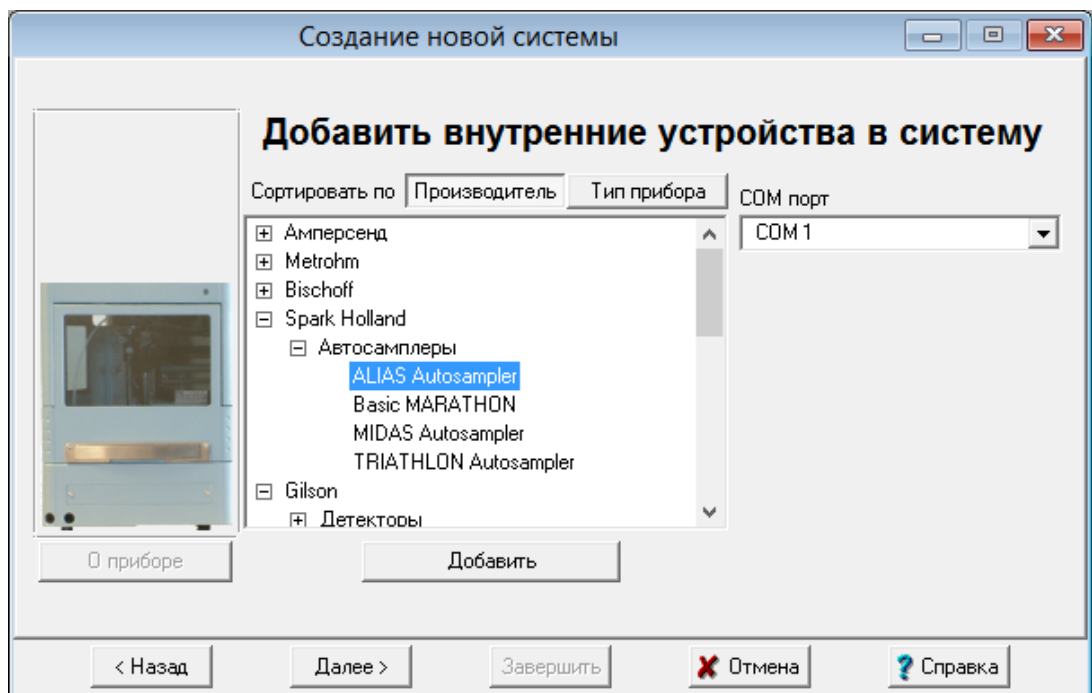 Создание новой системы
Добавить внутренние устройства в систему
Сортировать по Производитель Тип прибора
COM порт
COM 1
Амперсенд
Metrohm
Bischoff
Spark Holland
Автосамплеры
ALIAS Autosampler
Basic MARATHON
MIDAS Autosampler
TRIATHLON Autosampler
Gilson
Детекторы
О приборе
Добавить
< Назад
Далее >
Завершить
Отмена
Справка